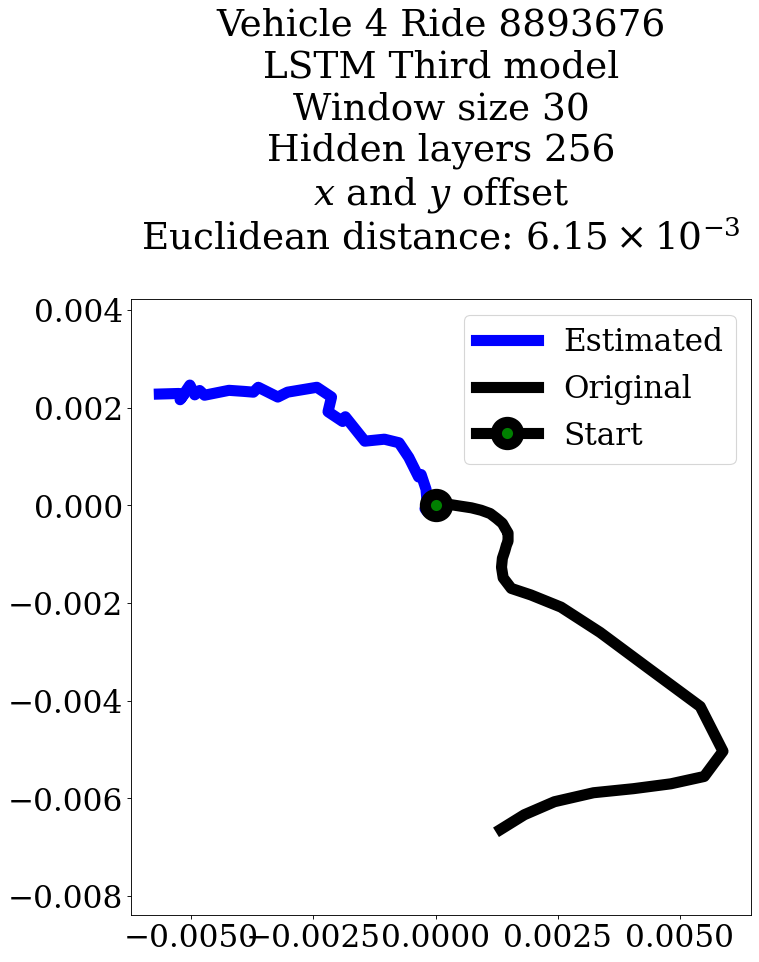 Vehicle 4 Ride 8893676
LSTM Third model
Window size 30
Hidden layers 256
x and y offset
Euclidean distance: 6.15 × 10⁻³
Estimated
Original
Start
0.004
0.002
0.000
−0.002
−0.004
−0.006
−0.008
−0.0050 −0.0025 0.0000 0.0025 0.0050